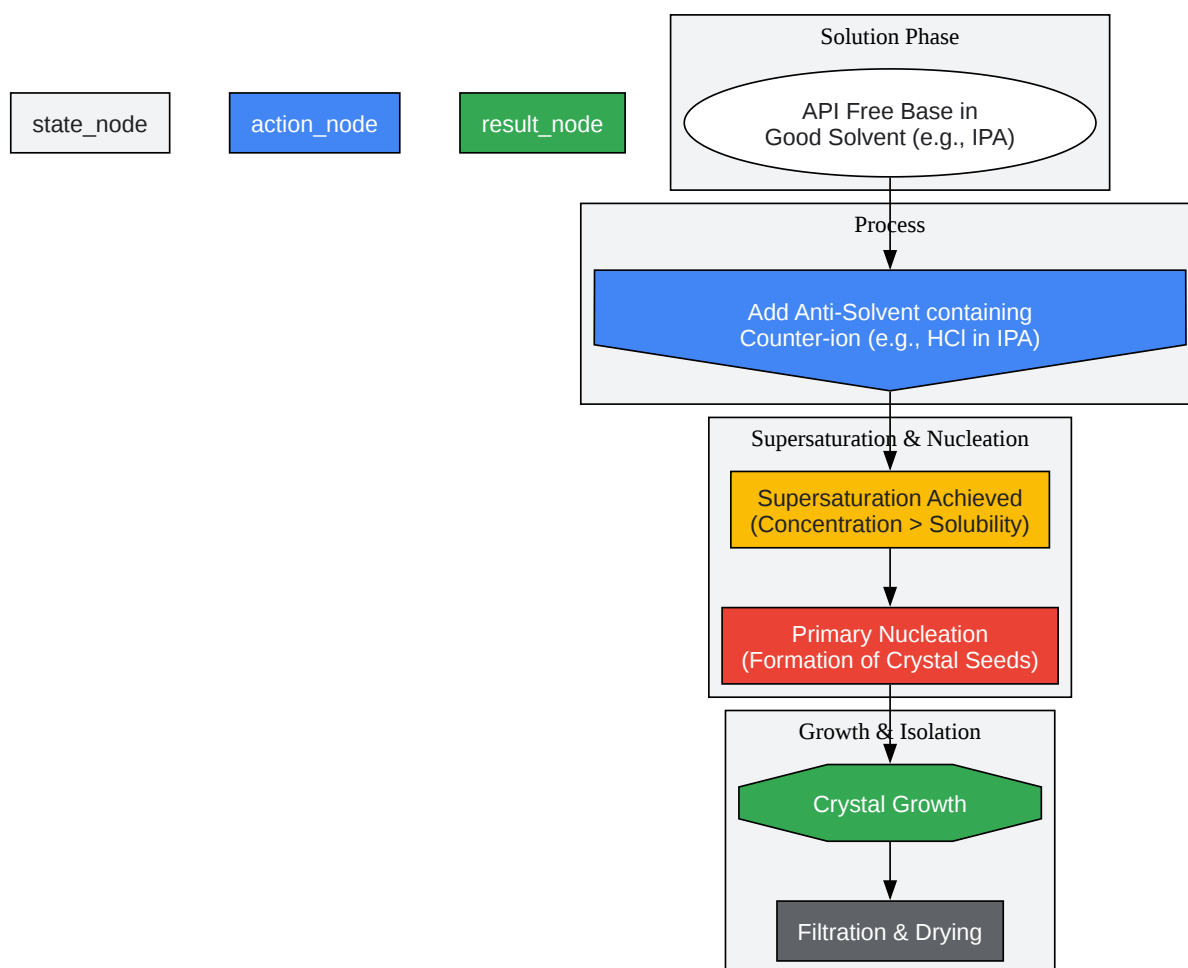 Solution Phase
state_node
action_node
result_node
API Free Base in
Good Solvent (e.g., IPA)
Process
Add Anti-Solvent containing
Counter-ion (e.g., HCl in IPA)
Supersaturation & Nucleation
Supersaturation Achieved
(Concentration > Solubility)
Primary Nucleation
(Formation of Crystal Seeds)
Growth & Isolation
Crystal Growth
Filtration & Drying